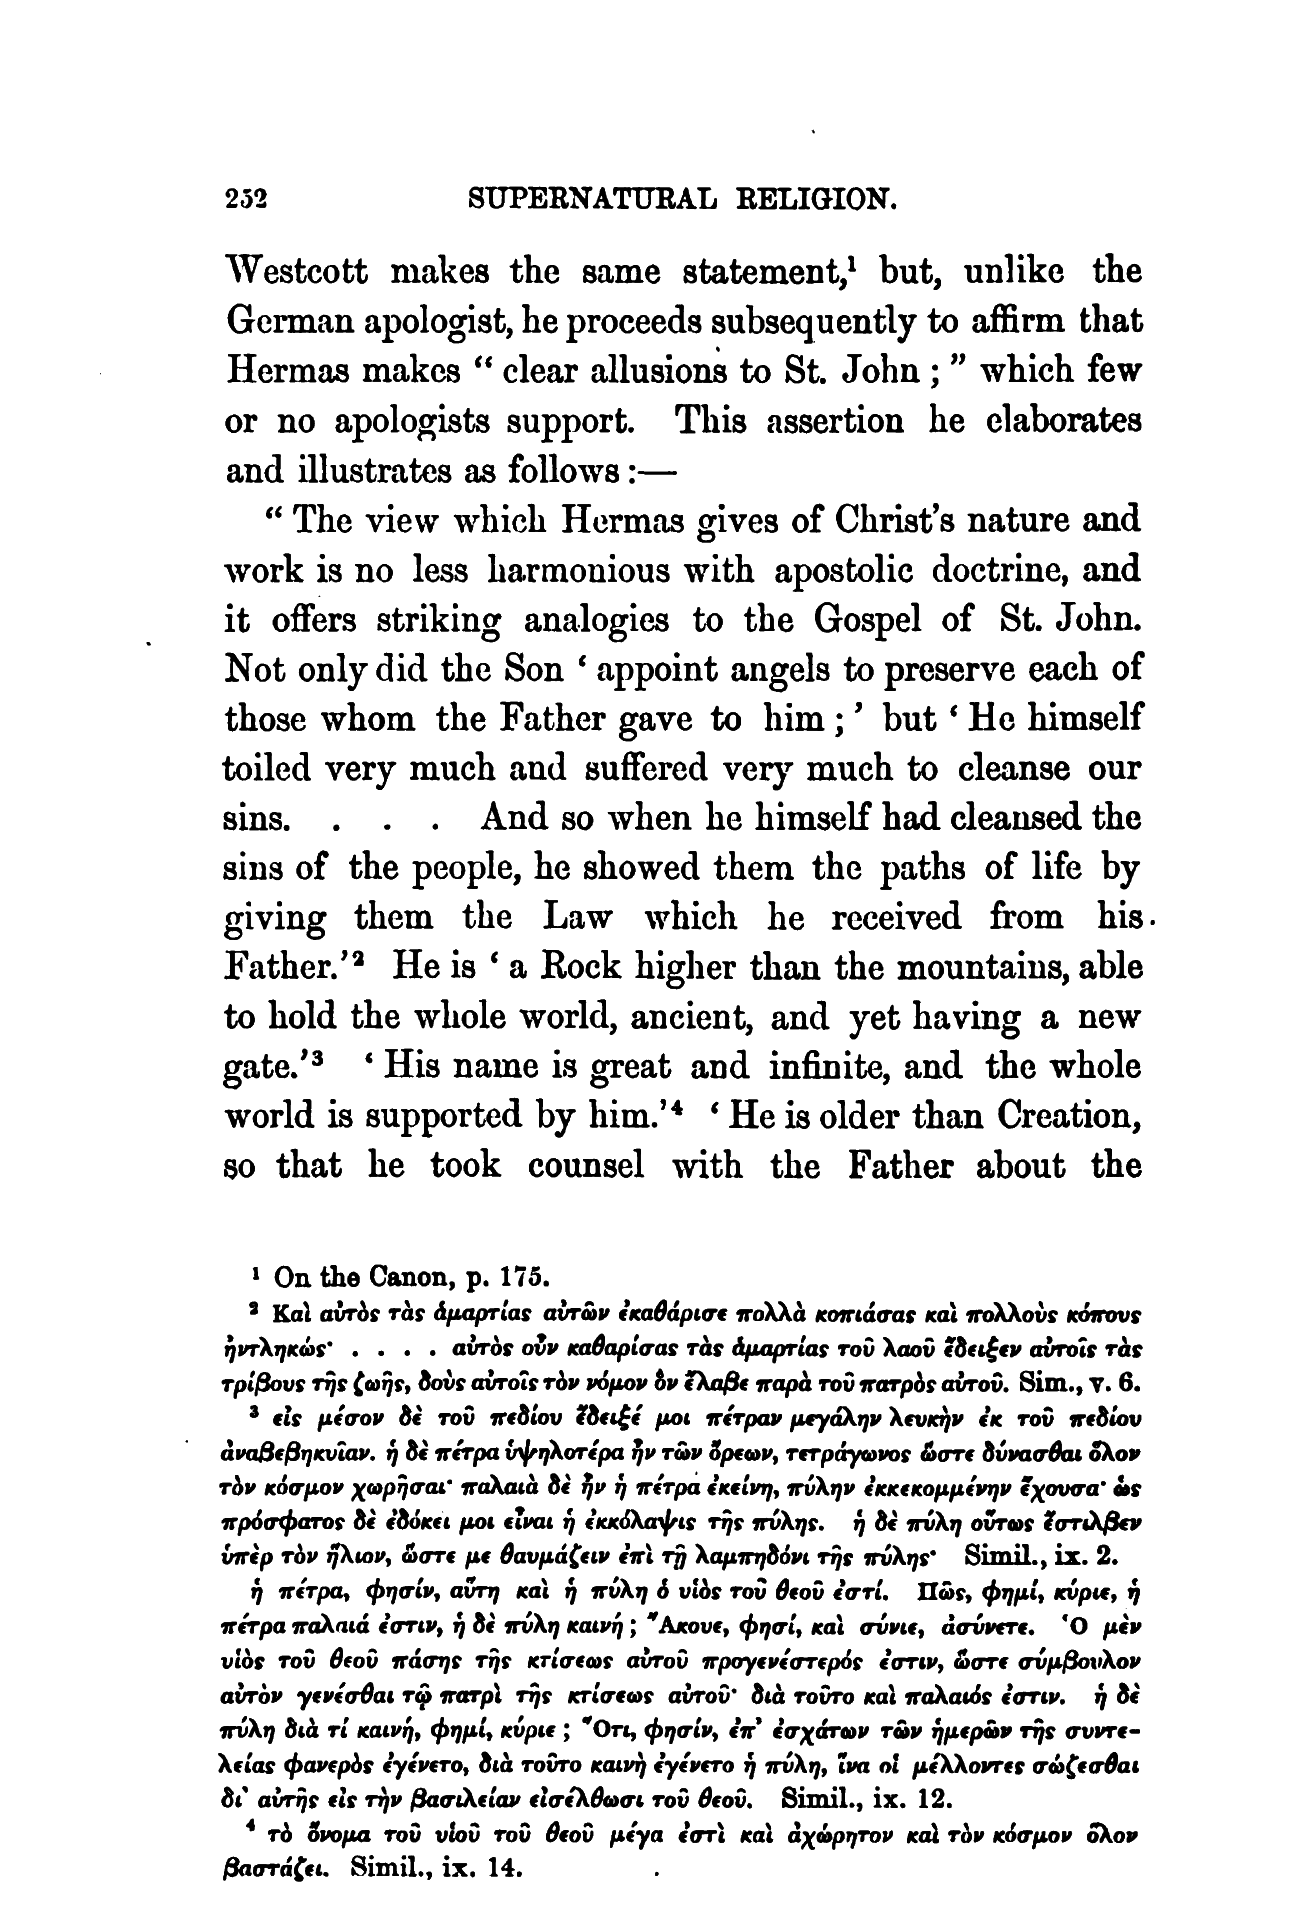 252 SUPERNATURAL RELIGION.
Westcott makes the same statement,¹ but, unlike the
German apologist, he proceeds subsequently to affirm that
Hermas makes “ clear allusions to St. John ; ” which few
or no apologists support. This assertion he elaborates
and illustrates as follows :—
“ The view which Hermas gives of Christ’s nature and
work is no less harmonious with apostolic doctrine, and
it offers striking analogies to the Gospel of St. John.
Not only did the Son ‘ appoint angels to preserve each of
those whom the Father gave to him ; ’ but ‘ He himself
toiled very much and suffered very much to cleanse our
sins. . . . . And so when he himself had cleansed the
sins of the people, he showed them the paths of life by
giving them the Law which he received from his
Father.’² He is ‘ a Rock higher than the mountains, able
to hold the whole world, ancient, and yet having a new
gate.’³ ‘ His name is great and infinite, and the whole
world is supported by him.’⁴ ‘ He is older than Creation,
so that he took counsel with the Father about the
¹ On the Canon, p. 175.
² Καὶ αὐτὸς τὰς ἁμαρτίας αὐτῶν ἐκαθάρισε πολλὰ κοπιάσας καὶ πολλοὺς κόπους
ἠντληκώς· . . . . αὐτὸς οὖν καθαρίσας τὰς ἁμαρτίας τοῦ λαοῦ ἔδειξεν αὐτοῖς τὰς
τρίβους τῆς ζωῆς, δοὺς αὐτοῖς τὸν νόμον ὃν ἔλαβε παρὰ τοῦ πατρὸς αὐτοῦ. Sim., v. 6.
³ εἰς μέσον δὲ τοῦ πεδίου ἔδειξέ μοι πέτραν μεγάλην λευκὴν ἐκ τοῦ πεδίου
ἀναβεβηκυῖαν. ἡ δὲ πέτρα ὑψηλοτέρα ἦν τῶν ὄρεων, τετράγωνος ὥστε δύνασθαι ὅλον
τὸν κόσμον χωρῆσαι· παλαιὰ δὲ ἦν ἡ πέτρα ἐκείνη, πύλην ἐκκεκομμένην ἔχουσα· ὡς
πρόσφατος δὲ ἐδόκει μοι εἶναι ἡ ἐκκόλαψις τῆς πύλης. ἡ δὲ πύλη οὕτως ἔστιλβεν
ὑπὲρ τὸν ἥλιον, ὥστε με θαυμάζειν ἐπὶ τῇ λαμπηδόνι τῆς πύλης· Simil., ix. 2.
ἡ πέτρα, φησίν, αὕτη καὶ ἡ πύλη ὁ υἱὸς τοῦ θεοῦ ἐστί. Πῶς, φημί, κύριε, ἡ
πέτρα παλαιά ἐστιν, ἡ δὲ πύλη καινή ; Ἄκουε, φησί, καὶ σύνιε, ἀσύνετε. Ὁ μὲν
υἱὸς τοῦ θεοῦ πάσης τῆς κτίσεως αὐτοῦ προγενέστερός ἐστιν, ὥστε σύμβουλον
αὐτὸν γενέσθαι τῷ πατρὶ τῆς κτίσεως αὐτοῦ· διὰ τοῦτο καὶ παλαιός ἐστιν. ἡ δὲ
πύλη διὰ τί καινή, φημί, κύριε ; Ὅτι, φησίν, ἐπ’ ἐσχάτων τῶν ἡμερῶν τῆς συντε-
λείας φανερὸς ἐγένετο, διὰ τοῦτο καινὴ ἐγένετο ἡ πύλη, ἵνα οἱ μέλλοντες σώζεσθαι
δι’ αὐτῆς εἰς τὴν βασιλείαν εἰσέλθωσι τοῦ θεοῦ. Simil., ix. 12.
⁴ τὸ ὄνομα τοῦ υἱοῦ τοῦ θεοῦ μέγα ἐστὶ καὶ ἀχώρητον καὶ τὸν κόσμον ὅλον
βαστάζει. Simil., ix. 14.